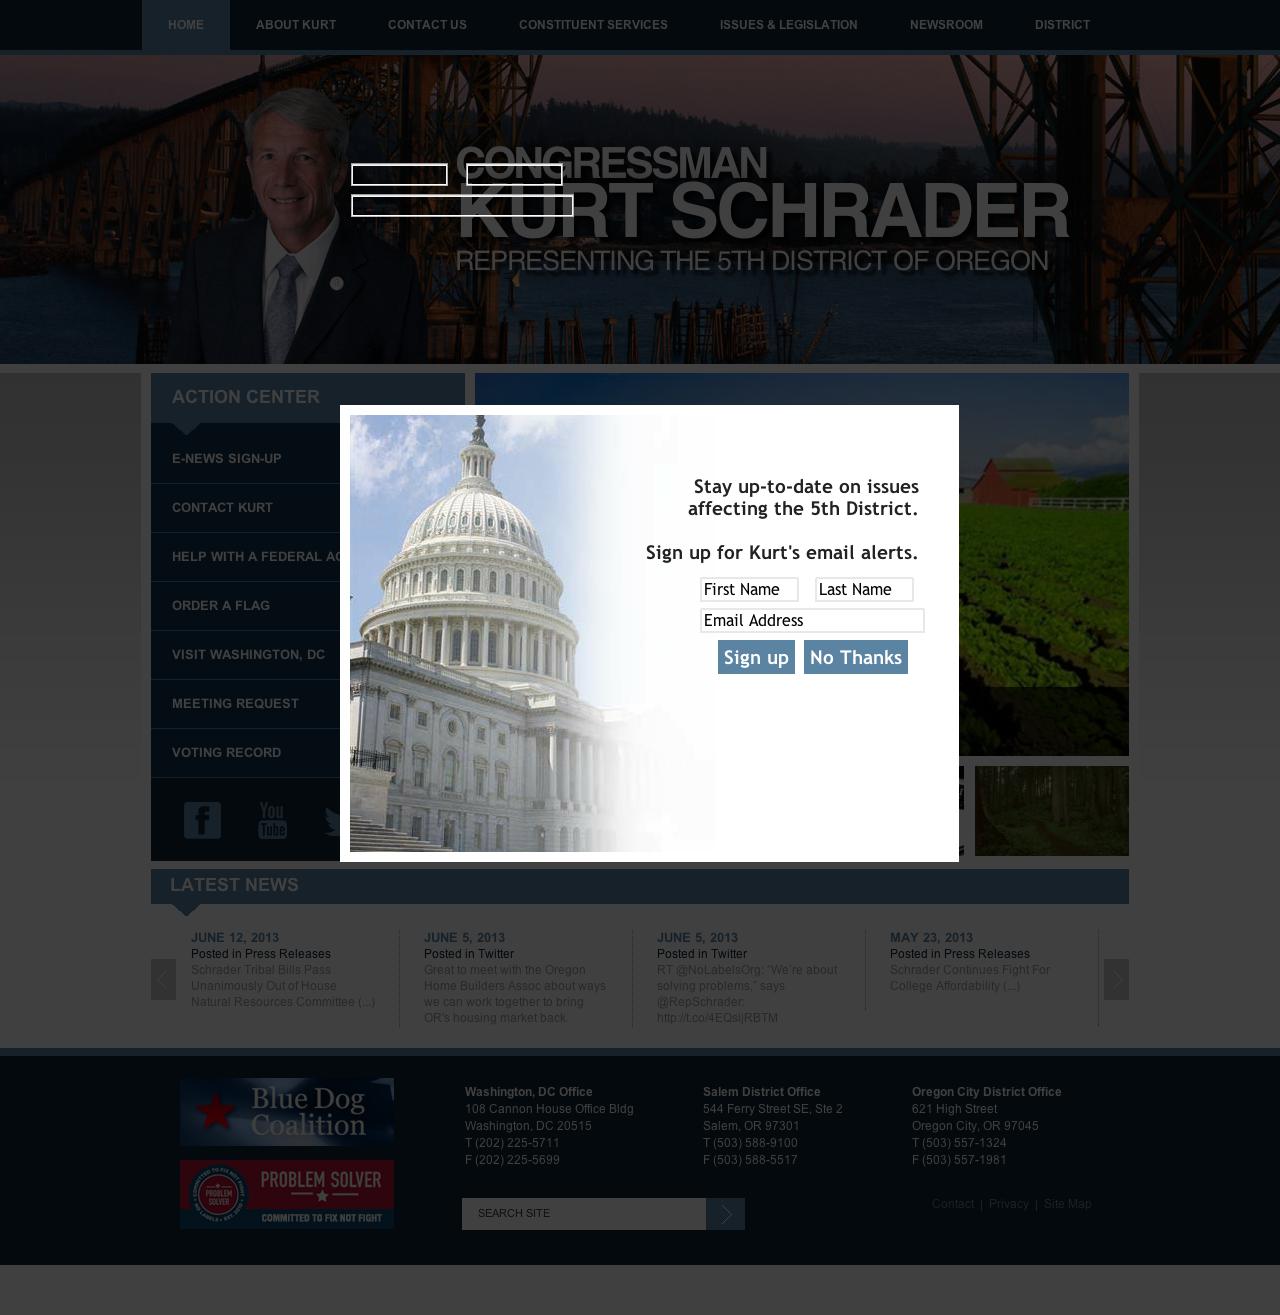 HOME ABOUT KURT CONTACT US CONSTITUENT SERVICES ISSUES & LEGISLATION NEWSROOM DISTRICT
CONGRESSMAN
KURT SCHRADER
REPRESENTING THE 5TH DISTRICT OF OREGON
ACTION CENTER
E-NEWS SIGN-UP
CONTACT KURT
HELP WITH A FEDERAL
ORDER A FLAG
VISIT WASHINGTON, DC
MEETING REQUEST
VOTING RECORD
You
Tube
Stay up-to-date on issues
affecting the 5th District.
Sign up for Kurt's email alerts.
First Name Last Name
Email Address
Sign up No Thanks
LATEST NEWS
JUNE 12, 2013
Posted in Press Releases
Schrader Tribal Bills Pass
Unanimously Out of House
Natural Resources Committee (...)
JUNE 5, 2013
Posted in Twitter
Great to meet with the Oregon
Home Builders Assoc about ways
we can work together to bring
OR's housing market back.
JUNE 5, 2013
Posted in Twitter
RT @NoLabelsOrg: "We're about
solving problems," says
@RepSchrader:
http://t.co/4EQsijRBTM
MAY 23, 2013
Posted in Press Releases
Schrader Continues Fight For
College Affordability (...)
Blue Dog
Coalition
COMMITTED TO FIX NOT FIGHT
PROBLEM
SOLVER
PROBLEM SOLVER
COMMITTED TO FIX NOT FIGHT
Washington, DC Office
108 Cannon House Office Bldg
Washington, DC 20515
T (202) 225-5711
F (202) 225-5699
Salem District Office
544 Ferry Street SE, Ste 2
Salem, OR 97301
T (503) 588-9100
F (503) 588-5517
Oregon City District Office
621 High Street
Oregon City, OR 97045
T (503) 557-1324
F (503) 557-1981
SEARCH SITE
Contact | Privacy | Site Map